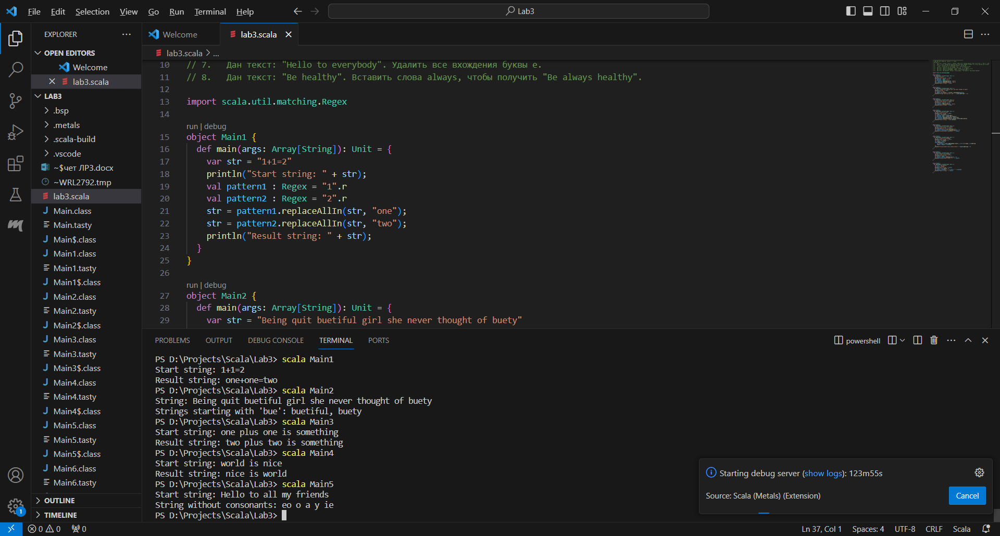 File Edit Selection View Go Run Terminal Help
Lab3
EXPLORER
OPEN EDITORS
Welcome
lab3.scala
LAB3
.bsp
.metals
.scala-build
.vscode
~$чет ЛР3.docx
~WRL2792.tmp
lab3.scala
Main.class
Main.tasty
Main$.class
Main1.class
Main1.tasty
Main1$.class
Main2.class
Main2.tasty
Main2$.class
Main3.class
Main3.tasty
Main3$.class
Main4.class
Main4.tasty
Main4$.class
Main5.class
Main5.tasty
Main5$.class
Main6.class
Main6.tasty
OUTLINE
TIMELINE
Welcome
lab3.scala
lab3.scala > ...
10 // 7. Дан текст: "Hello to everybody". Удалить все вхождения буквы е.
11 // 8. Дан текст: "Be healthy". Вставить слова always, чтобы получить "Be always healthy".
12
13 import scala.util.matching.Regex
14
run | debug
15 object Main1 {
16 def main(args: Array[String]): Unit = {
17 var str = "1+1=2"
18 println("Start string: " + str);
19 val pattern1 : Regex = "1".r
20 val pattern2 : Regex = "2".r
21 str = pattern1.replaceAllIn(str, "one");
22 str = pattern2.replaceAllIn(str, "two");
23 println("Result string: " + str);
24 }
25 }
26
run | debug
27 object Main2 {
28 def main(args: Array[String]): Unit = {
29 var str = "Being quit buetiful girl she never thought of buety"
PROBLEMS OUTPUT DEBUG CONSOLE TERMINAL PORTS
powershell
PS D:\Projects\Scala\Lab3> scala Main1
Start string: 1+1=2
Result string: one+one=two
PS D:\Projects\Scala\Lab3> scala Main2
String: Being quit buetiful girl she never thought of buety
Strings starting with 'bue': buetiful, buety
PS D:\Projects\Scala\Lab3> scala Main3
Start string: one plus one is something
Result string: two plus two is something
PS D:\Projects\Scala\Lab3> scala Main4
Start string: world is nice
Result string: nice is world
PS D:\Projects\Scala\Lab3> scala Main5
Start string: Hello to all my friends
String without consonants: eo o a y ie
PS D:\Projects\Scala\Lab3>
Starting debug server (show logs): 123m55s
Source: Scala (Metals) (Extension)
Cancel
1
0 0 0
Ln 37, Col 1 Spaces: 4 UTF-8 CRLF Scala